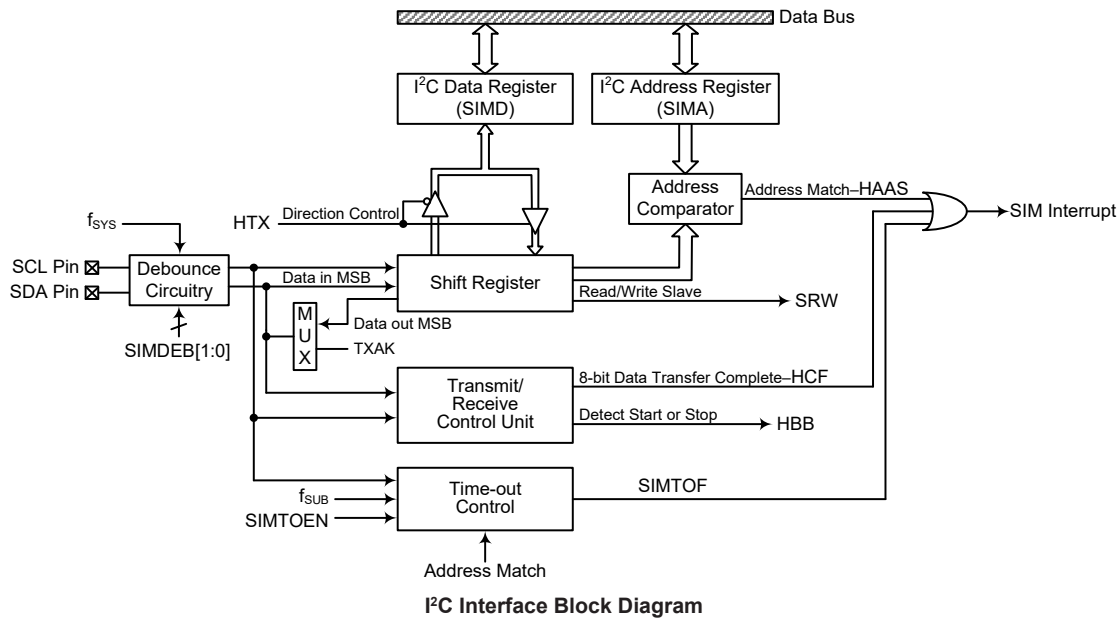 Data Bus
I²C Data Register
(SIMD)
I²C Address Register
(SIMA)
Address
Comparator
Address Match–HAAS
SIM Interrupt
HTX
Direction Control
fSYS
SCL Pin
SDA Pin
Debounce
Circuitry
SIMDEB[1:0]
Data in MSB
Shift Register
Read/Write Slave
SRW
M
U
X
Data out MSB
TXAK
Transmit/
Receive
Control Unit
8-bit Data Transfer Complete–HCF
Detect Start or Stop
HBB
fSUB
SIMTOEN
Time-out
Control
SIMTOF
Address Match
I²C Interface Block Diagram